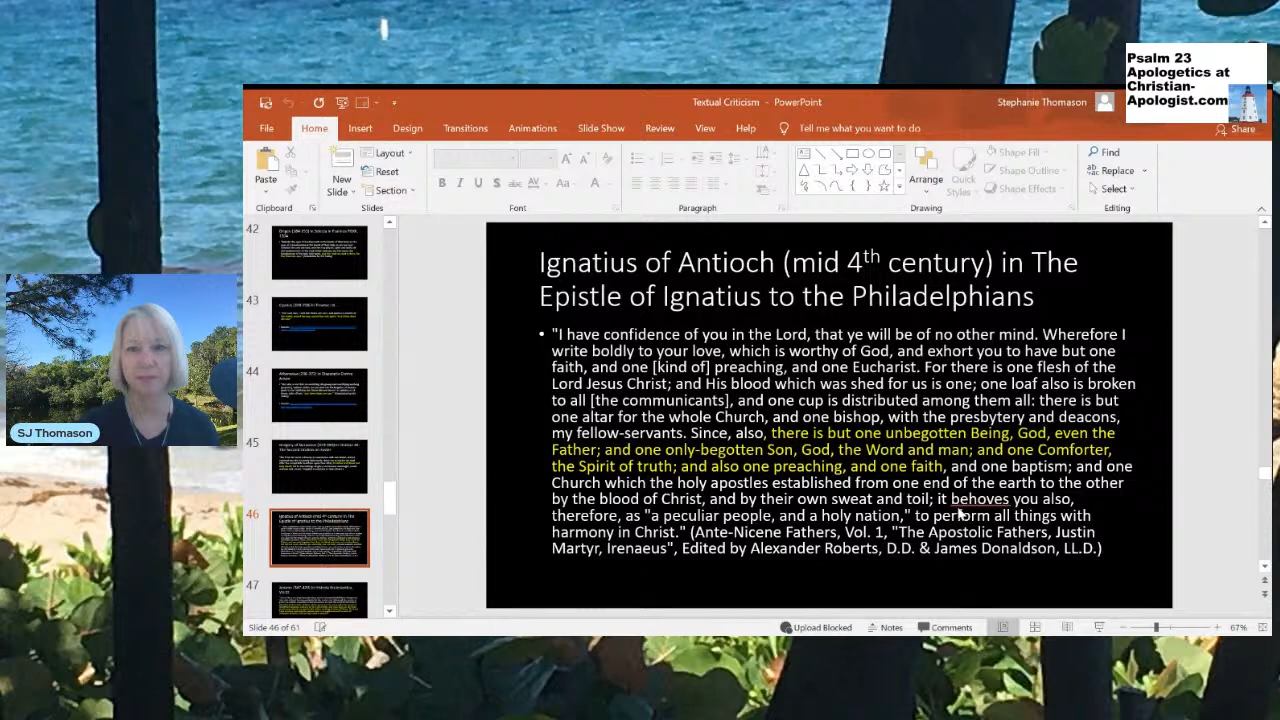 Psalm 23
Apologetics at
Christian-
Apologist.com
Textual Criticism - PowerPoint
Stephanie Thomason
File
Home
Insert
Design
Transitions
Animations
Slide Show
Review
View
Help
Tell me what you want to do
Share
Paste
New
Slide
Layout
Reset
Section
B I U S abc AV Aa A
Arrange
Quick
Styles
Shape Fill
Shape Outline
Shape Effects
Find
Replace
Select
Clipboard
Slides
Font
Paragraph
Drawing
Editing
42
43
44
45
46
47
Ignatius of Antioch (mid 4th century) in The
Epistle of Ignatius to the Philadelphians
• "I have confidence of you in the Lord, that ye will be of no other mind. Wherefore I
write boldly to your love, which is worthy of God, and exhort you to have but one
faith, and one [kind of] preaching, and one Eucharist. For there is one flesh of the
Lord Jesus Christ; and His blood which was shed for us is one; one loaf also is broken
to all [the communicants], and one cup is distributed among them all: there is but
one altar for the whole Church, and one bishop, with the presbytery and deacons,
my fellow-servants. Since, also, there is but one unbegotten Being, God, even the
Father; and one only-begotten Son, God, the Word and man; and one Comforter,
the Spirit of truth; and also one preaching, and one faith, and one baptism; and one
Church which the holy apostles established from one end of the earth to the other
by the blood of Christ, and by their own sweat and toil; it behoves you also,
therefore, as "a peculiar people, and a holy nation," to perform all things with
harmony in Christ." (Ante-Nicene Fathers, Vol. 1, "The Apostolic Fathers, Justin
Martyr, Irenaeus", Edited by Alexander Roberts, D.D. & James Donaldson, LL.D.)
SJ Thomason
Slide 46 of 61
Upload Blocked
Notes
Comments
67%